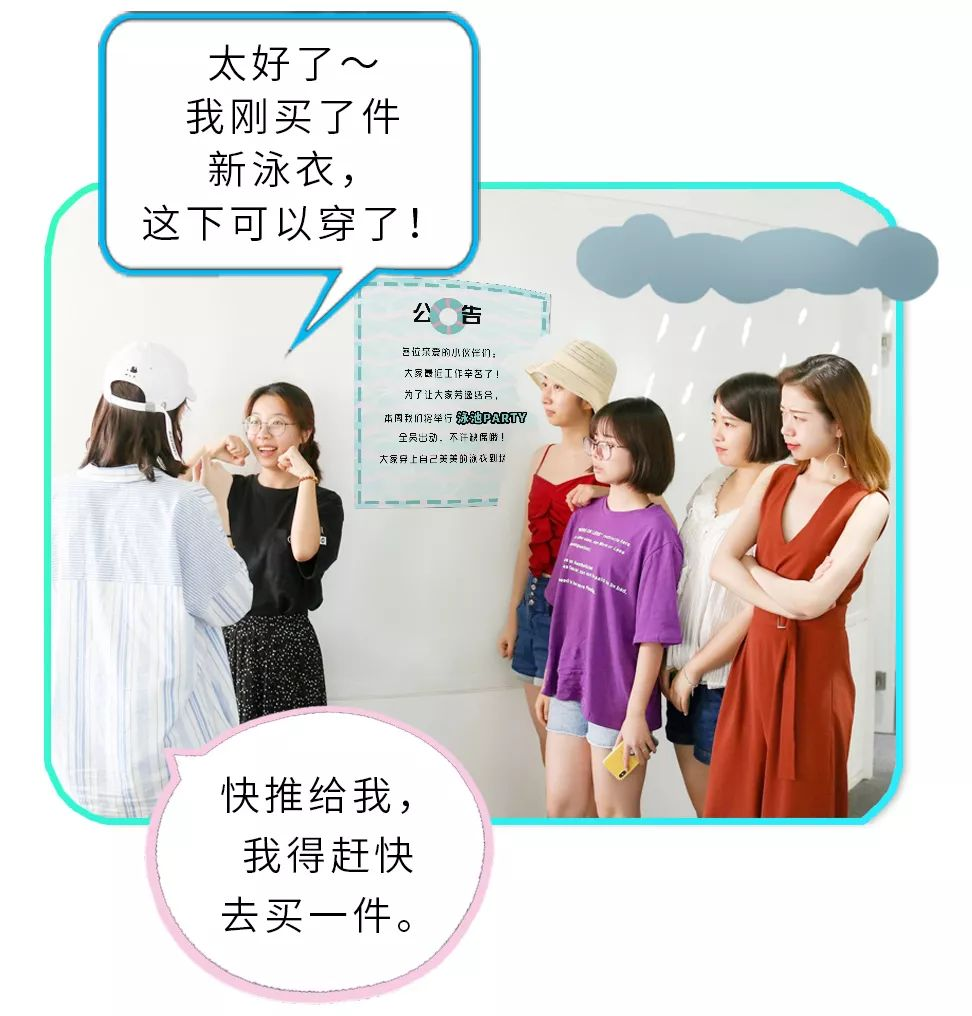 太好了～
我刚买了件
新泳衣，
这下可以穿了！
公告
各位亲爱的小伙伴们：
大家最近工作辛苦了！
为了让大家劳逸结合，
本周我们将举行 泳池PARTY
全员出动，不许缺席哦！
大家穿上自己美美的泳衣到场
快推给我，
我得赶快
去买一件。